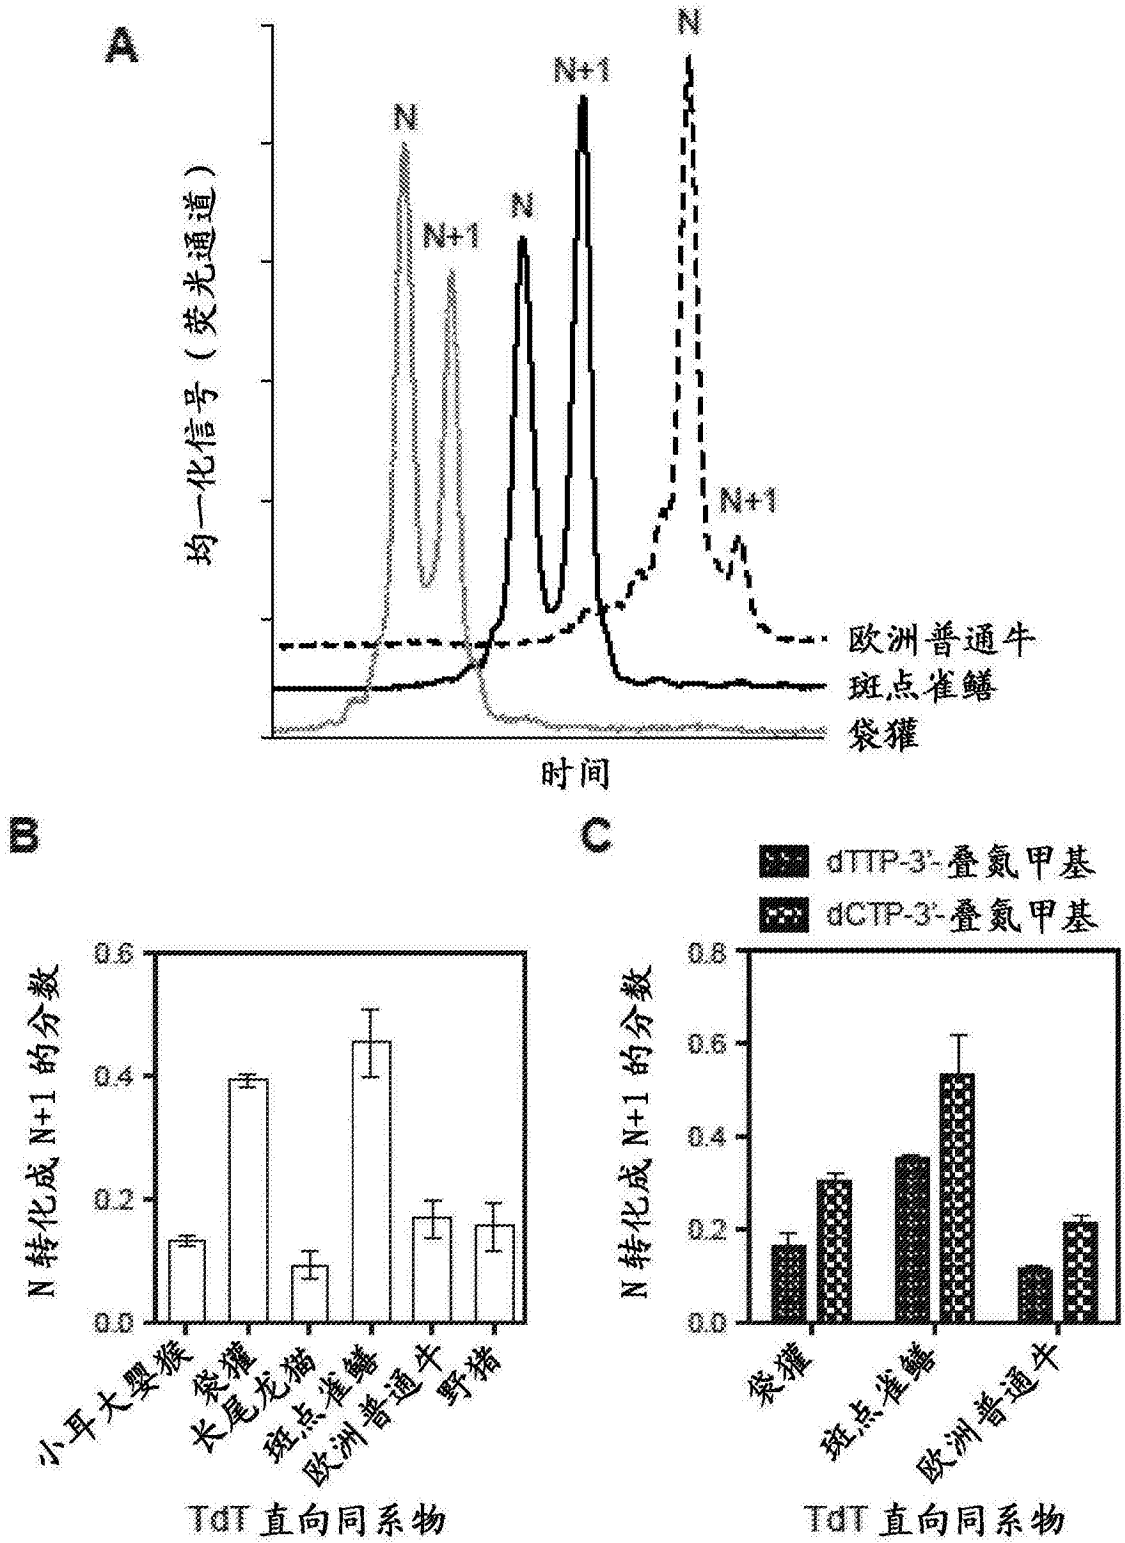 A
N
N+1
N
N+1
N
N+1
均一化信号（荧光通道）
欧洲普通牛
斑点雀鳝
袋獾
时间
B
0.6
0.4
0.2
0.0
N 转化成 N+1 的分数
小耳大婴猴
袋獾
长尾龙猫
斑点雀鳝
欧洲普通牛
野猪
TdT 直向同系物
C
dTTP-3'-叠氮甲基
dCTP-3'-叠氮甲基
0.8
0.6
0.4
0.2
0.0
N 转化成 N+1 的分数
袋獾
斑点雀鳝
欧洲普通牛
TdT 直向同系物